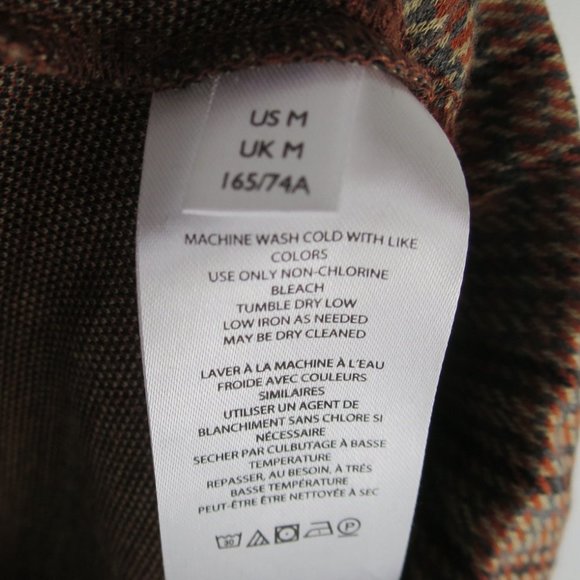 US M
UK M
165/74A
MACHINE WASH COLD WITH LIKE
COLORS
USE ONLY NON-CHLORINE
BLEACH
TUMBLE DRY LOW
LOW IRON AS NEEDED
MAY BE DRY CLEANED
LAVER À LA MACHINE À L'EAU
FROIDE AVEC COULEURS
SIMILAIRES
UTILISER UN AGENT DE
BLANCHIMENT SANS CHLORE SI
NÉCESSAIRE
SECHER PAR CULBUTAGE À BASSE
TEMPERATURE
REPASSER, AU BESOIN, À TRÈS
BASSE TEMPÉRATURE
PEUT-ÊTRE ÊTRE NETTOYÉE À SEC
30 P